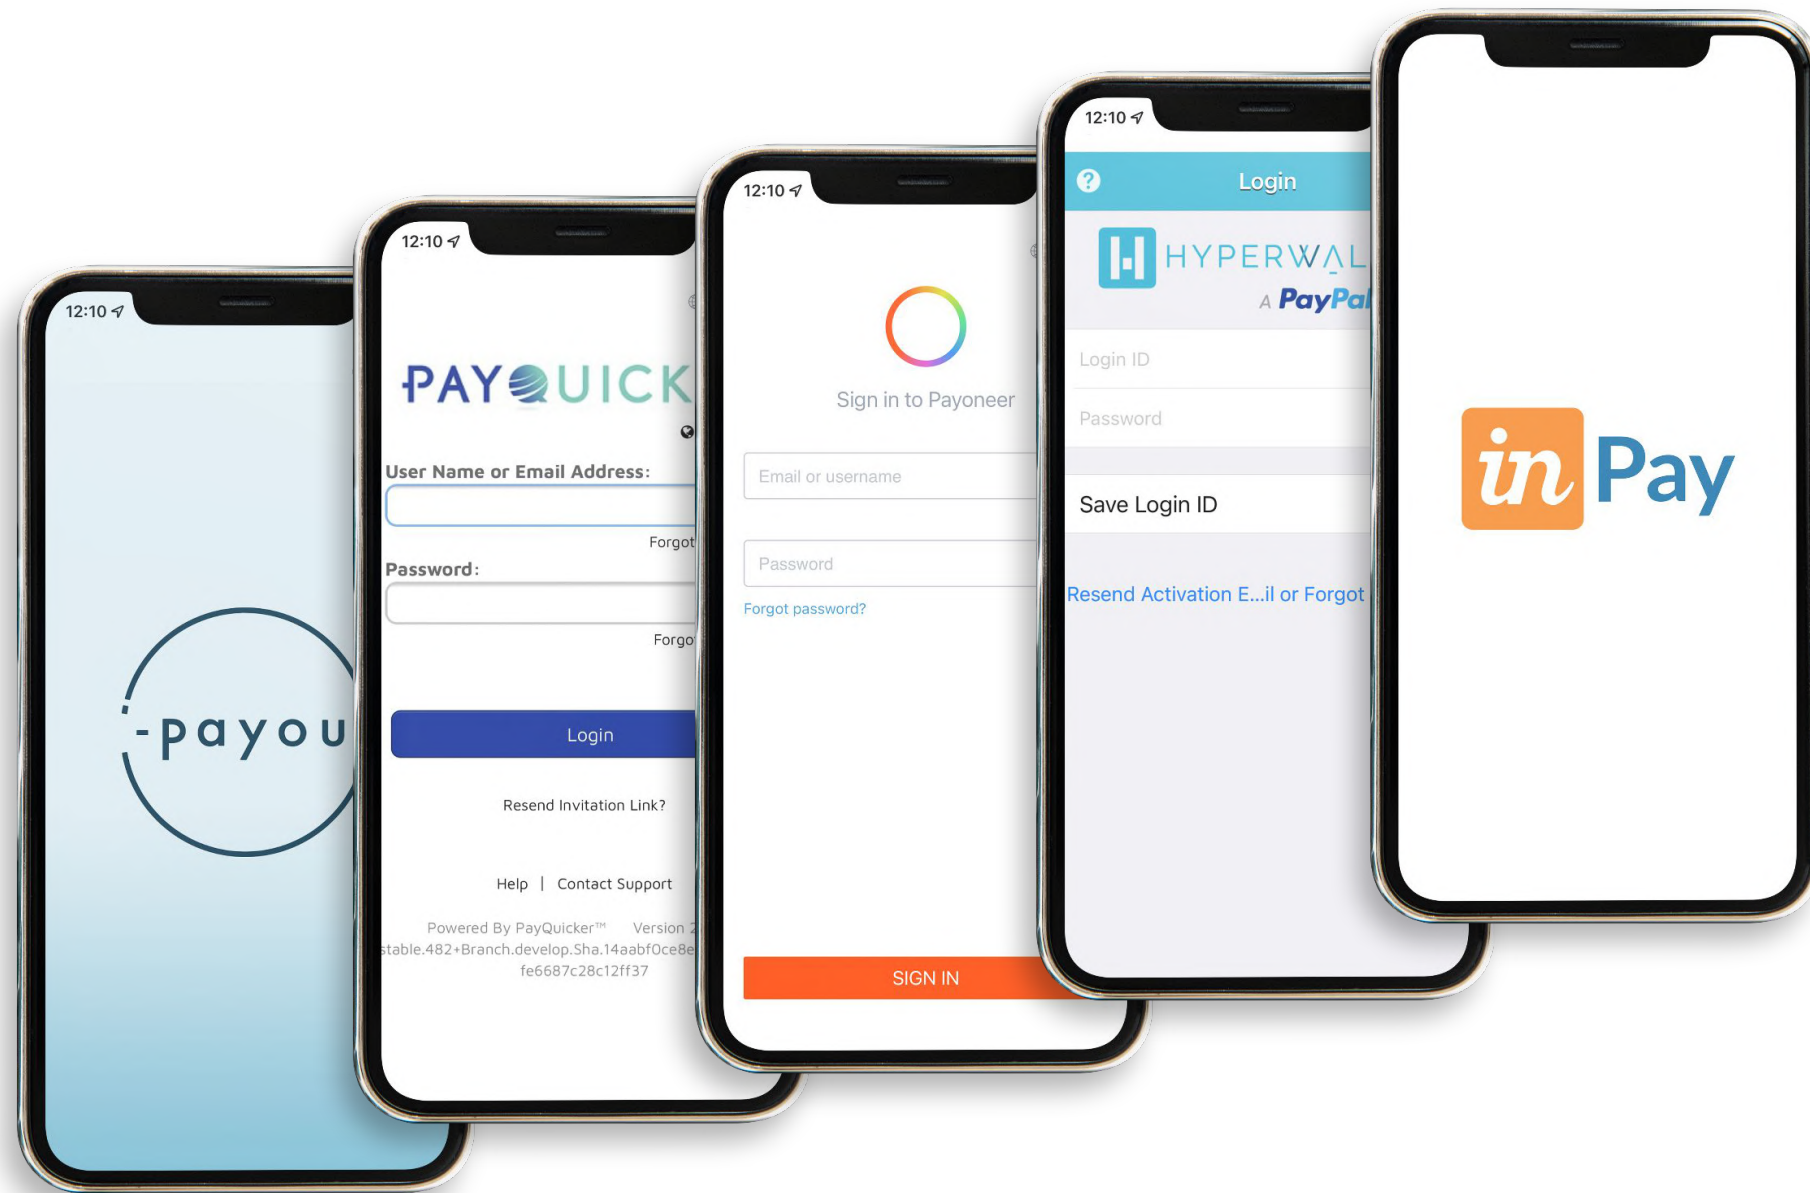 12:10
-payou
12:10
PAYQUICK
User Name or Email Address:
Forgot
Password:
Forgo
Login
Resend Invitation Link?
Help | Contact Support
Powered By PayQuicker™ Version 2
stable.482+Branch.develop.Sha.14aabf0ce8e
fe6687c28c12ff37
12:10
Sign in to Payoneer
Email or username
Password
Forgot password?
SIGN IN
12:10
? Login
H HYPERWAL
A PayPal
Login ID
Password
Save Login ID
Resend Activation E...il or Forgot
in Pay